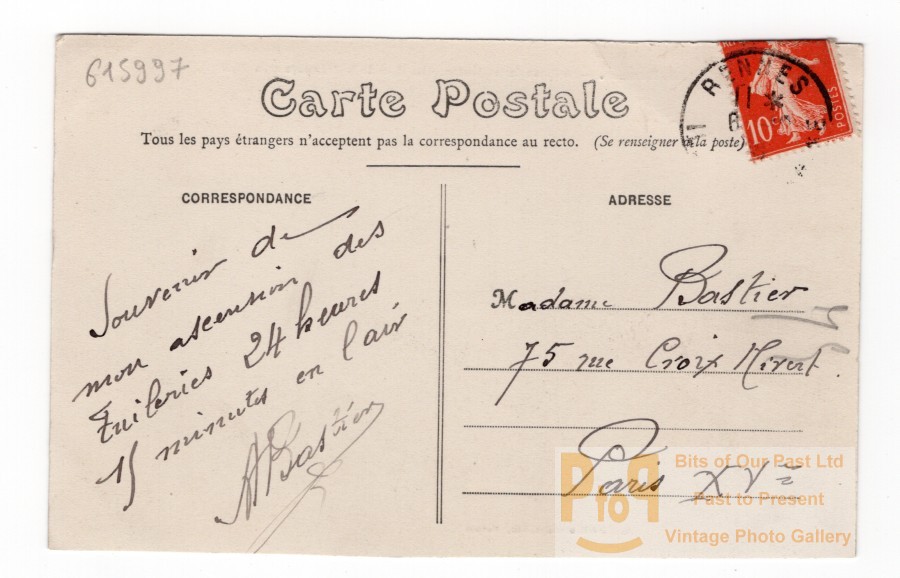 615997
Carte Postale
Tous les pays étrangers n'acceptent pas la correspondance au recto. (Se renseigner à la poste)
RENNES
10
POSTES
CORRESPONDANCE
Souvenir de
mon ascension des
Tuileries 24 heures
15 minutes en l'air
ABastier
ADRESSE
Madame Bastier
75 rue Croix Nivert
Paris XVe
PToP
Bits of Our Past Ltd
Past to Present
Vintage Photo Gallery